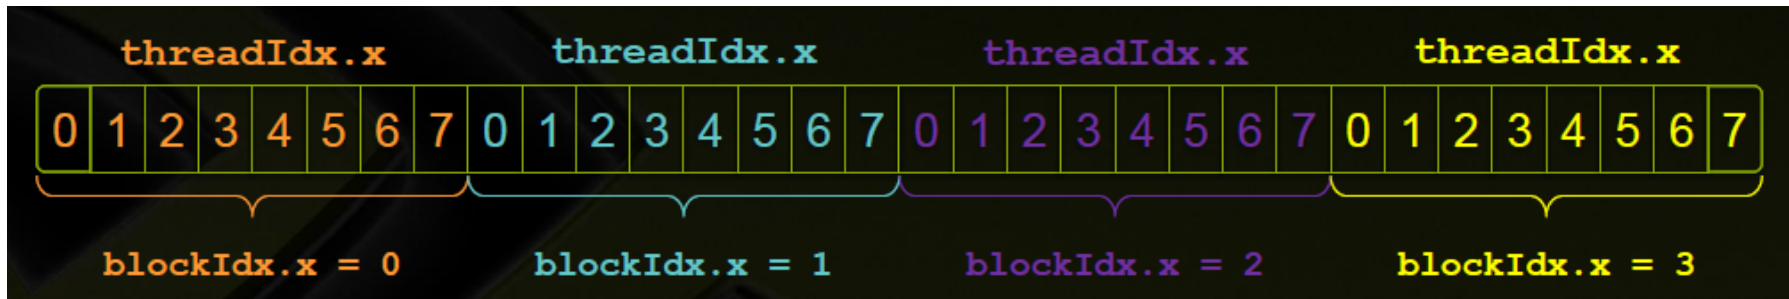 threadIdx.x threadIdx.x threadIdx.x threadIdx.x
0 1 2 3 4 5 6 7 0 1 2 3 4 5 6 7 0 1 2 3 4 5 6 7 0 1 2 3 4 5 6 7
blockIdx.x = 0 blockIdx.x = 1 blockIdx.x = 2 blockIdx.x = 3